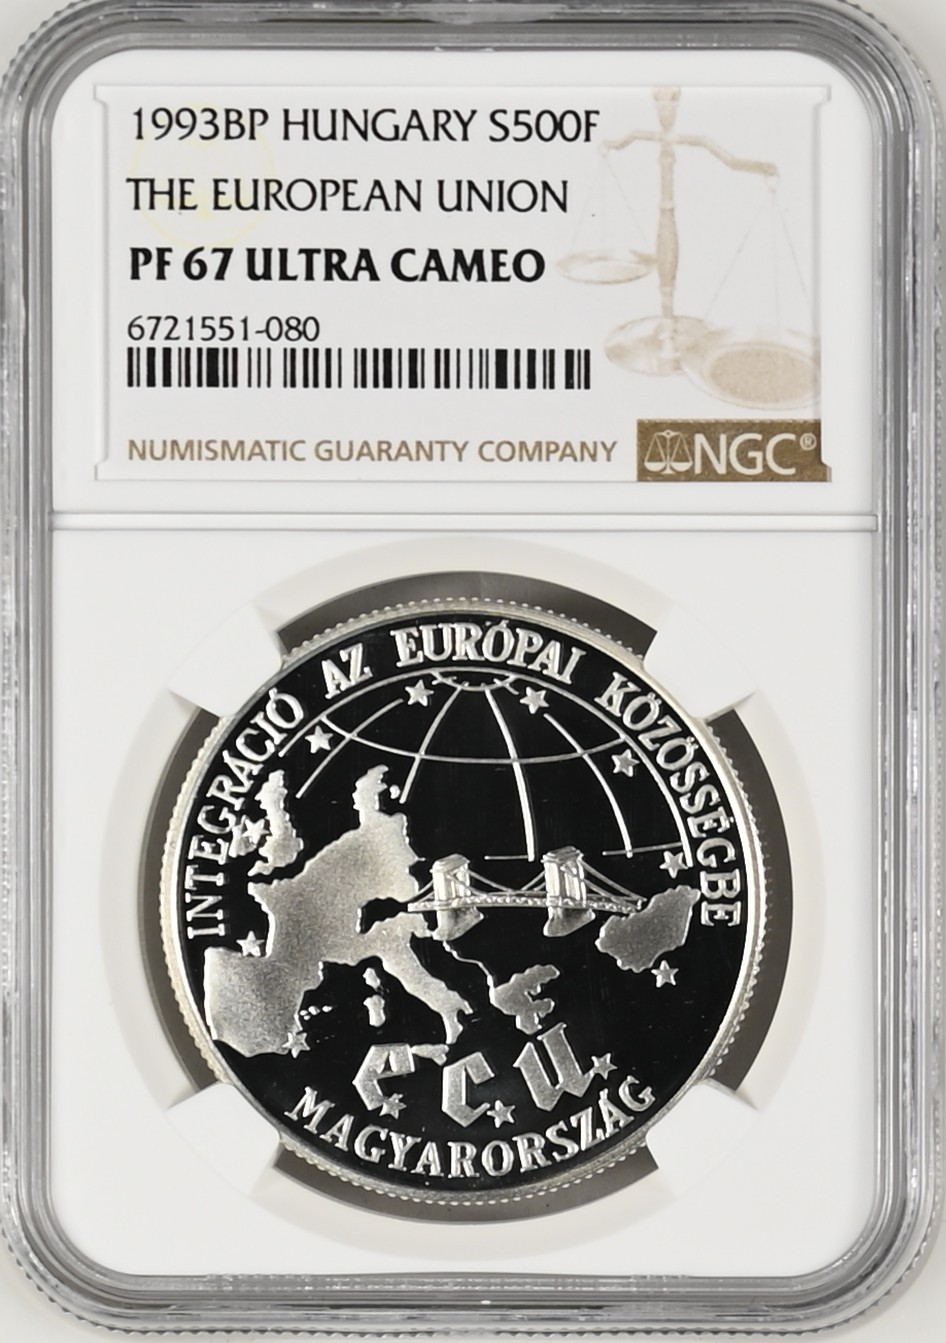 1993BP HUNGARY S500F
THE EUROPEAN UNION
PF 67 ULTRA CAMEO
6721551-080
NUMISMATIC GUARANTY COMPANY
NGC®
INTEGRÁCIÓ AZ EURÓPAI KÖZÖSSÉGBE
e.c.u.
MAGYARORSZÁG